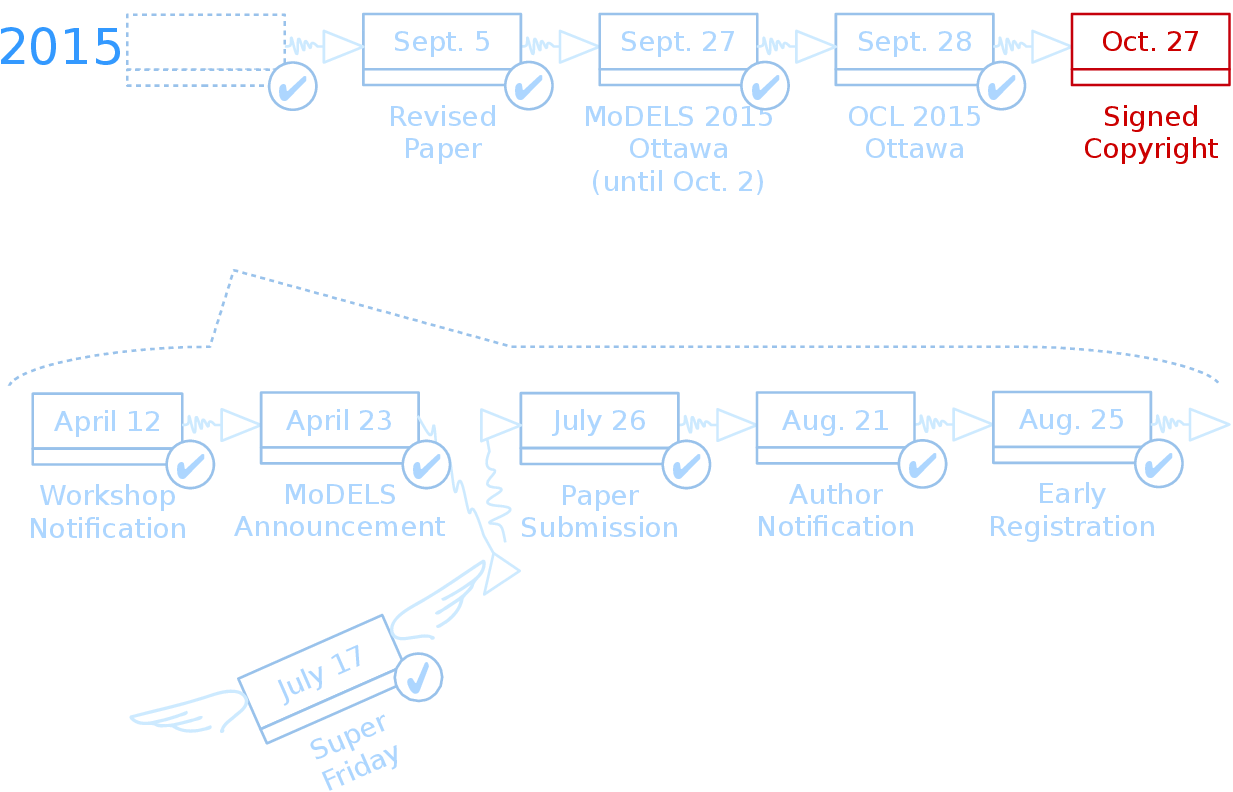 2015
Sept. 5
Sept. 27
Sept. 28
Oct. 27
Revised
Paper
MoDELS 2015
Ottawa
(until Oct. 2)
OCL 2015
Ottawa
Signed
Copyright
April 12
April 23
July 26
Aug. 21
Aug. 25
Workshop
Notification
MoDELS
Announcement
Paper
Submission
Author
Notification
Early
Registration
July 17
Super
Friday